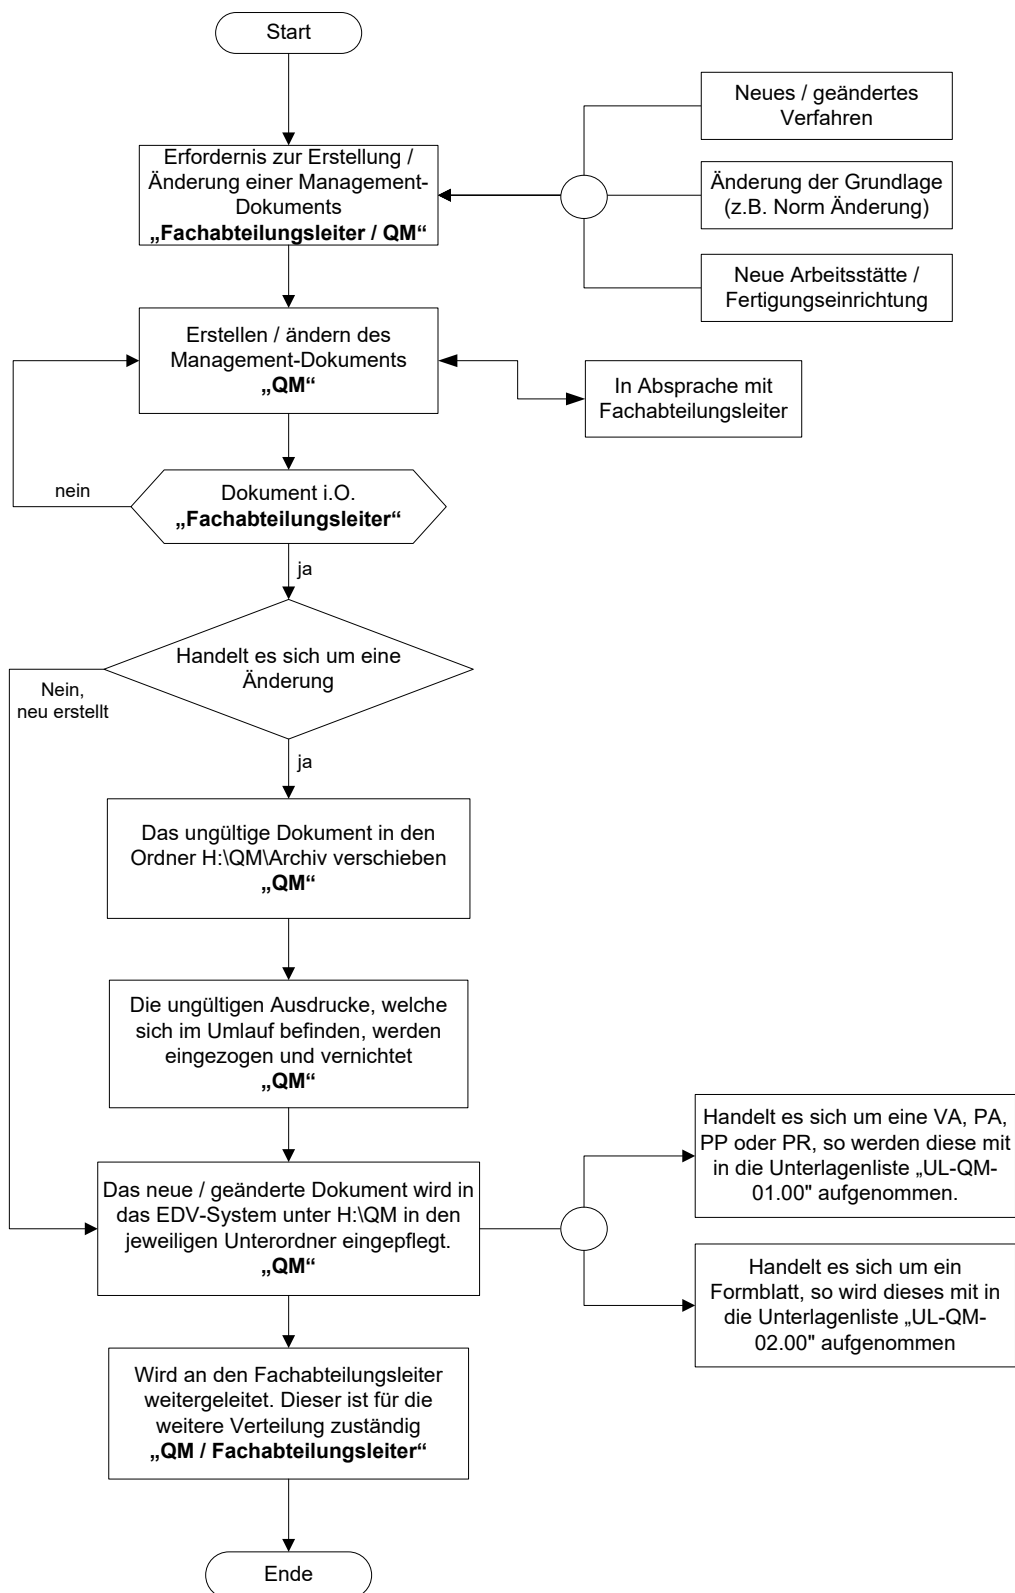 Start
Neues / geändertes
Verfahren
Erfordernis zur Erstellung /
Änderung einer Management-
Dokuments
„Fachabteilungsleiter / QM“
Änderung der Grundlage
(z.B. Norm Änderung)
Neue Arbeitsstätte /
Fertigungseinrichtung
Erstellen / ändern des
Management-Dokuments
„QM“
In Absprache mit
Fachabteilungsleiter
nein
Dokument i.O.
„Fachabteilungsleiter“
ja
Handelt es sich um eine
Änderung
Nein,
neu erstellt
ja
Das ungültige Dokument in den
Ordner H:\QM\Archiv verschieben
„QM“
Die ungültigen Ausdrucke, welche
sich im Umlauf befinden, werden
eingezogen und vernichtet
„QM“
Handelt es sich um eine VA, PA,
PP oder PR, so werden diese mit
in die Unterlagenliste „UL-QM-
01.00" aufgenommen.
Das neue / geänderte Dokument wird in
das EDV-System unter H:\QM in den
jeweiligen Unterordner eingepflegt.
„QM“
Handelt es sich um ein
Formblatt, so wird dieses mit in
die Unterlagenliste „UL-QM-
02.00" aufgenommen
Wird an den Fachabteilungsleiter
weitergeleitet. Dieser ist für die
weitere Verteilung zuständig
„QM / Fachabteilungsleiter“
Ende